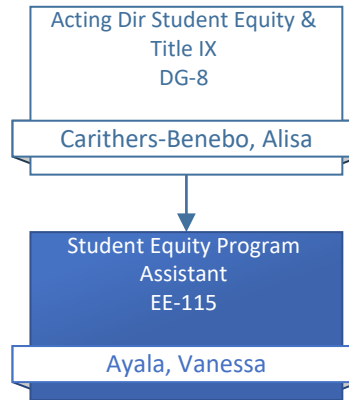 Acting Dir Student Equity &
Title IX
DG-8
Carithers-Benebo, Alisa
Student Equity Program
Assistant
EE-115
Ayala, Vanessa